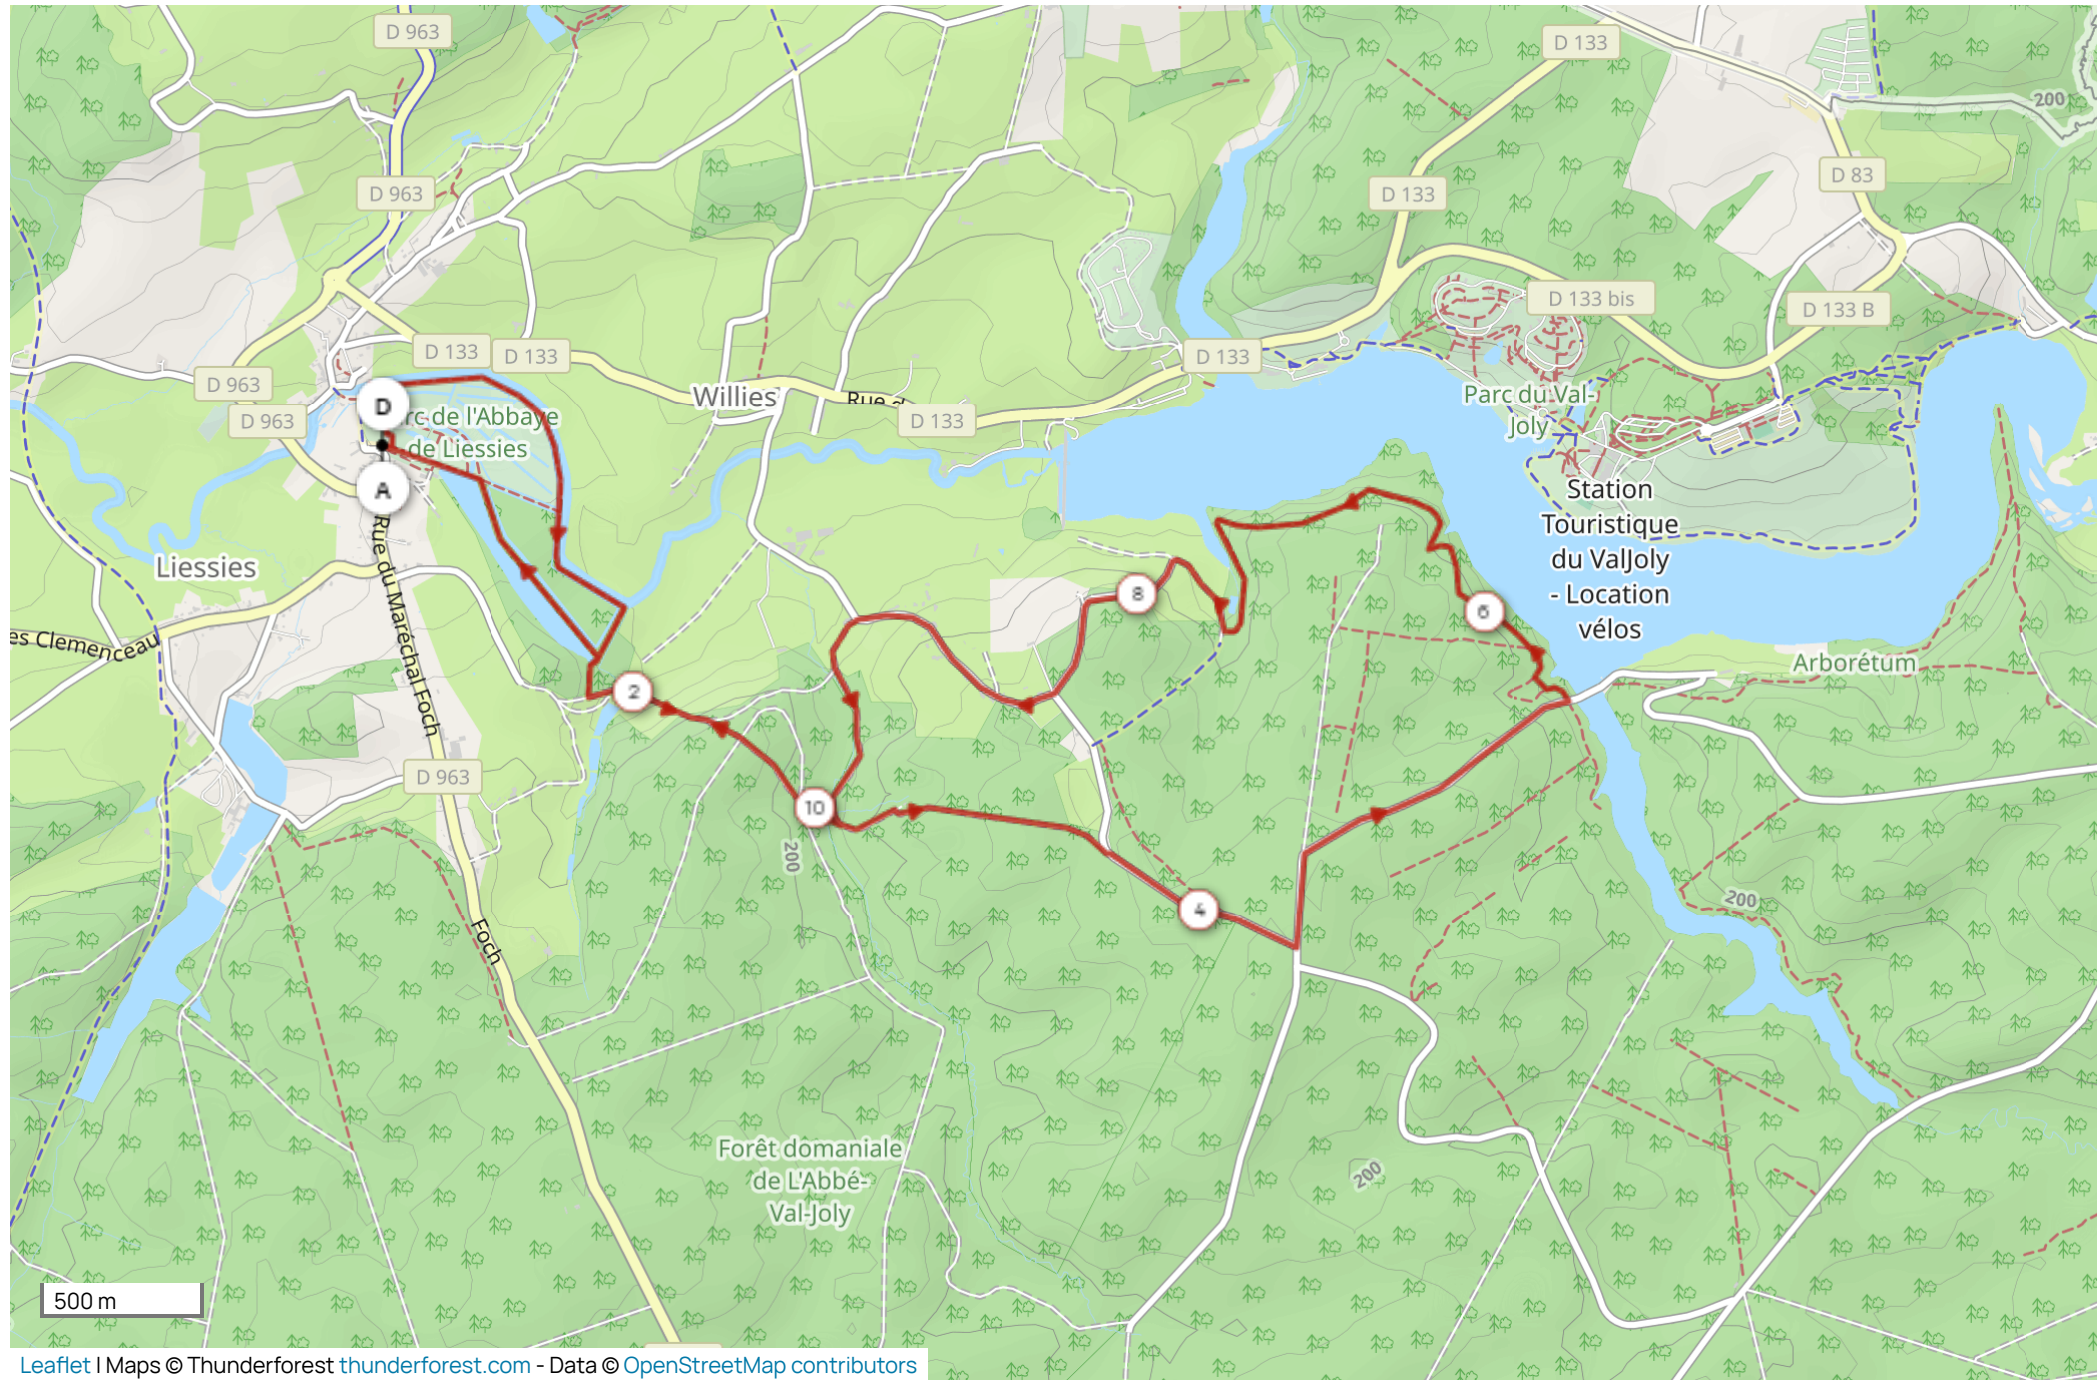 D 963
D 133
200
D 83
D 133
D 963
D 133 bis
D 133 B
D 133
D 133
D 133
D 963
Willies
Rue d
D 963
D 133
Parc du Val-
Joly
D
rc de l'Abbaye
de Liessies
A
Station
Touristique
du ValJoly
- Location
vélos
Liessies
Rue du Maréchal Foch
8
6
es Clemenceau
Arborétum
2
D 963
10
200
4
200
Foch
Forêt domaniale
de L'Abbé-
Val-Joly
200
500 m
Leaflet | Maps © Thunderforest thunderforest.com - Data © OpenStreetMap contributors